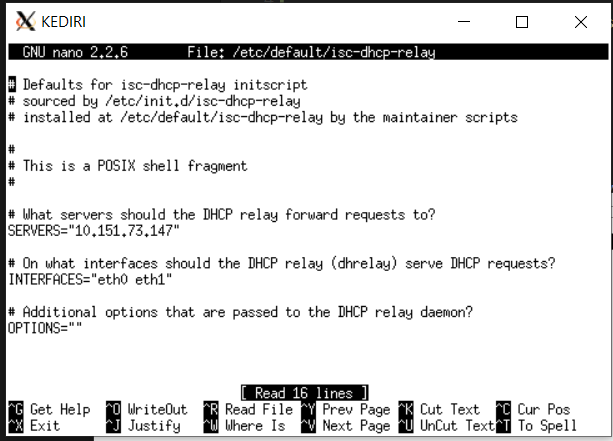 KEDIRI
GNU nano 2.2.6 File: /etc/default/isc-dhcp-relay
# Defaults for isc-dhcp-relay initscript
# sourced by /etc/init.d/isc-dhcp-relay
# installed at /etc/default/isc-dhcp-relay by the maintainer scripts
#
# This is a POSIX shell fragment
#
# What servers should the DHCP relay forward requests to?
SERVERS="10.151.73.147"
# On what interfaces should the DHCP relay (dhrelay) serve DHCP requests?
INTERFACES="eth0 eth1"
# Additional options that are passed to the DHCP relay daemon?
OPTIONS=""
[ Read 16 lines ]
^G Get Help ^O WriteOut ^R Read File ^Y Prev Page ^K Cut Text ^C Cur Pos
^X Exit ^J Justify ^W Where Is ^V Next Page ^U UnCut Text ^T To Spell